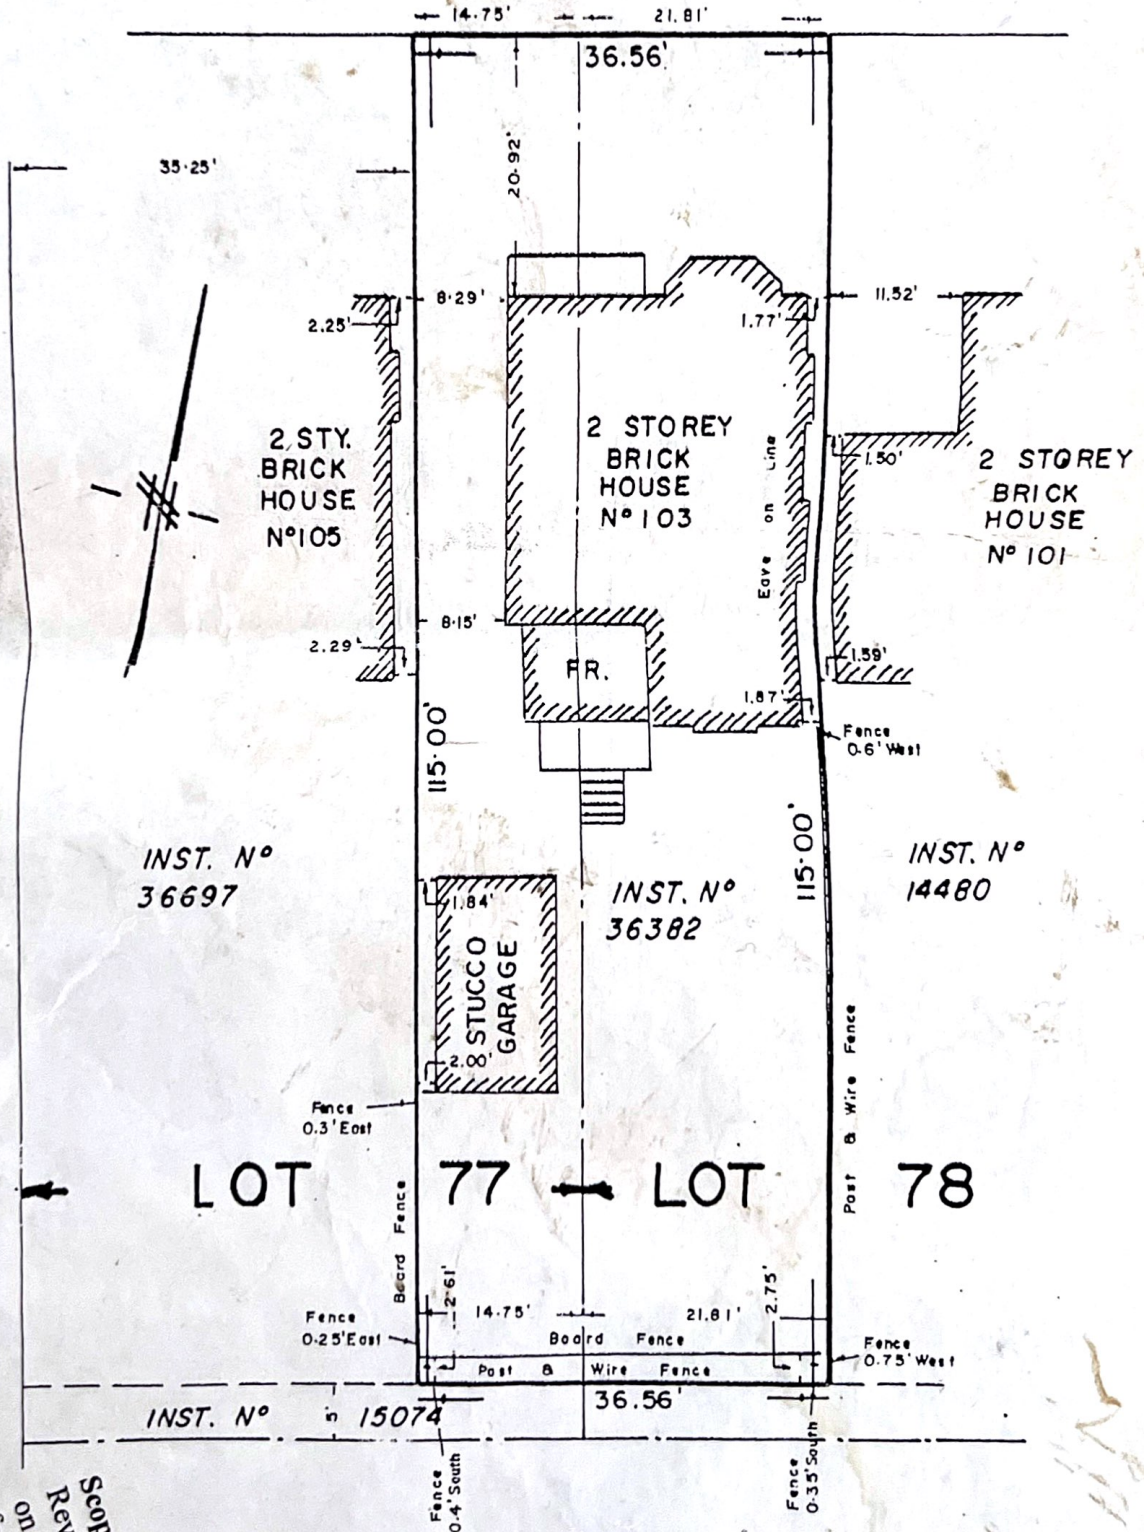 14.75'
21.81'
36.56'
35.25'
20.92'
8.29'
11.52'
2.25'
1.77'
2 STY.
BRICK
HOUSE
Nº105
2 STOREY
BRICK
HOUSE
Nº 103
Eave on Line
1.50'
2 STOREY
BRICK
HOUSE
Nº 101
8.15'
2.29'
FR.
1.59'
1.87'
Fence
0.6' West
115.00'
115.00'
INST. Nº
36697
INST. Nº
36382
INST. Nº
14480
1.84'
STUCCO
GARAGE
2.00'
Fence
0.3' East
Post & Wire Fence
LOT 77
LOT 78
Board Fence
2.61'
14.75'
21.81'
2.75'
Fence
0.25' East
Board Fence
Fence
0.75' West
Post & Wire Fence
36.56'
INST. Nº 5' 15074
Fence
0.4' South
Fence
0.35' South
on